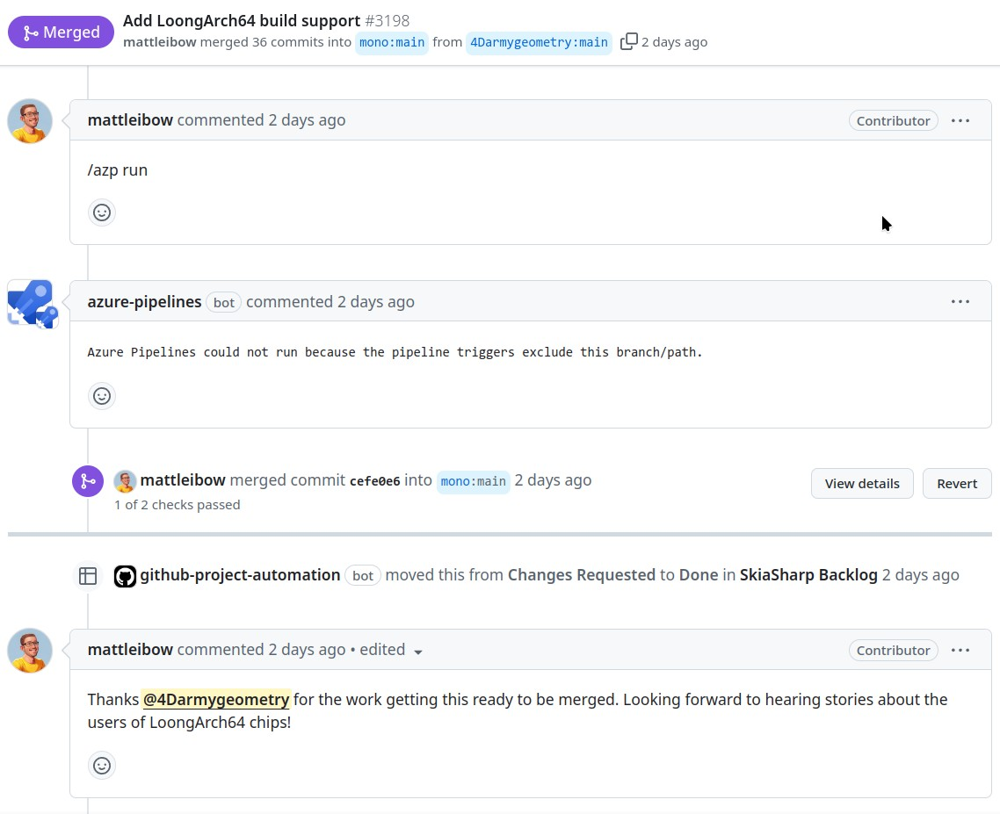 Merged
Add LoongArch64 build support #3198
mattleibow merged 36 commits into mono:main from 4Darmygeometry:main 2 days ago
mattleibow commented 2 days ago
Contributor
/azp run
azure-pipelines bot commented 2 days ago
Azure Pipelines could not run because the pipeline triggers exclude this branch/path.
mattleibow merged commit cefe0e6 into mono:main 2 days ago
View details
Revert
1 of 2 checks passed
github-project-automation bot moved this from Changes Requested to Done in SkiaSharp Backlog 2 days ago
mattleibow commented 2 days ago • edited
Contributor
Thanks @4Darmygeometry for the work getting this ready to be merged. Looking forward to hearing stories about the
users of LoongArch64 chips!